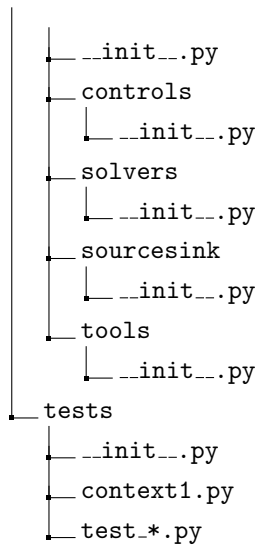 __init__.py
controls
__init__.py
solvers
__init__.py
sourcesink
__init__.py
tools
__init__.py
tests
__init__.py
context1.py
test_*.py